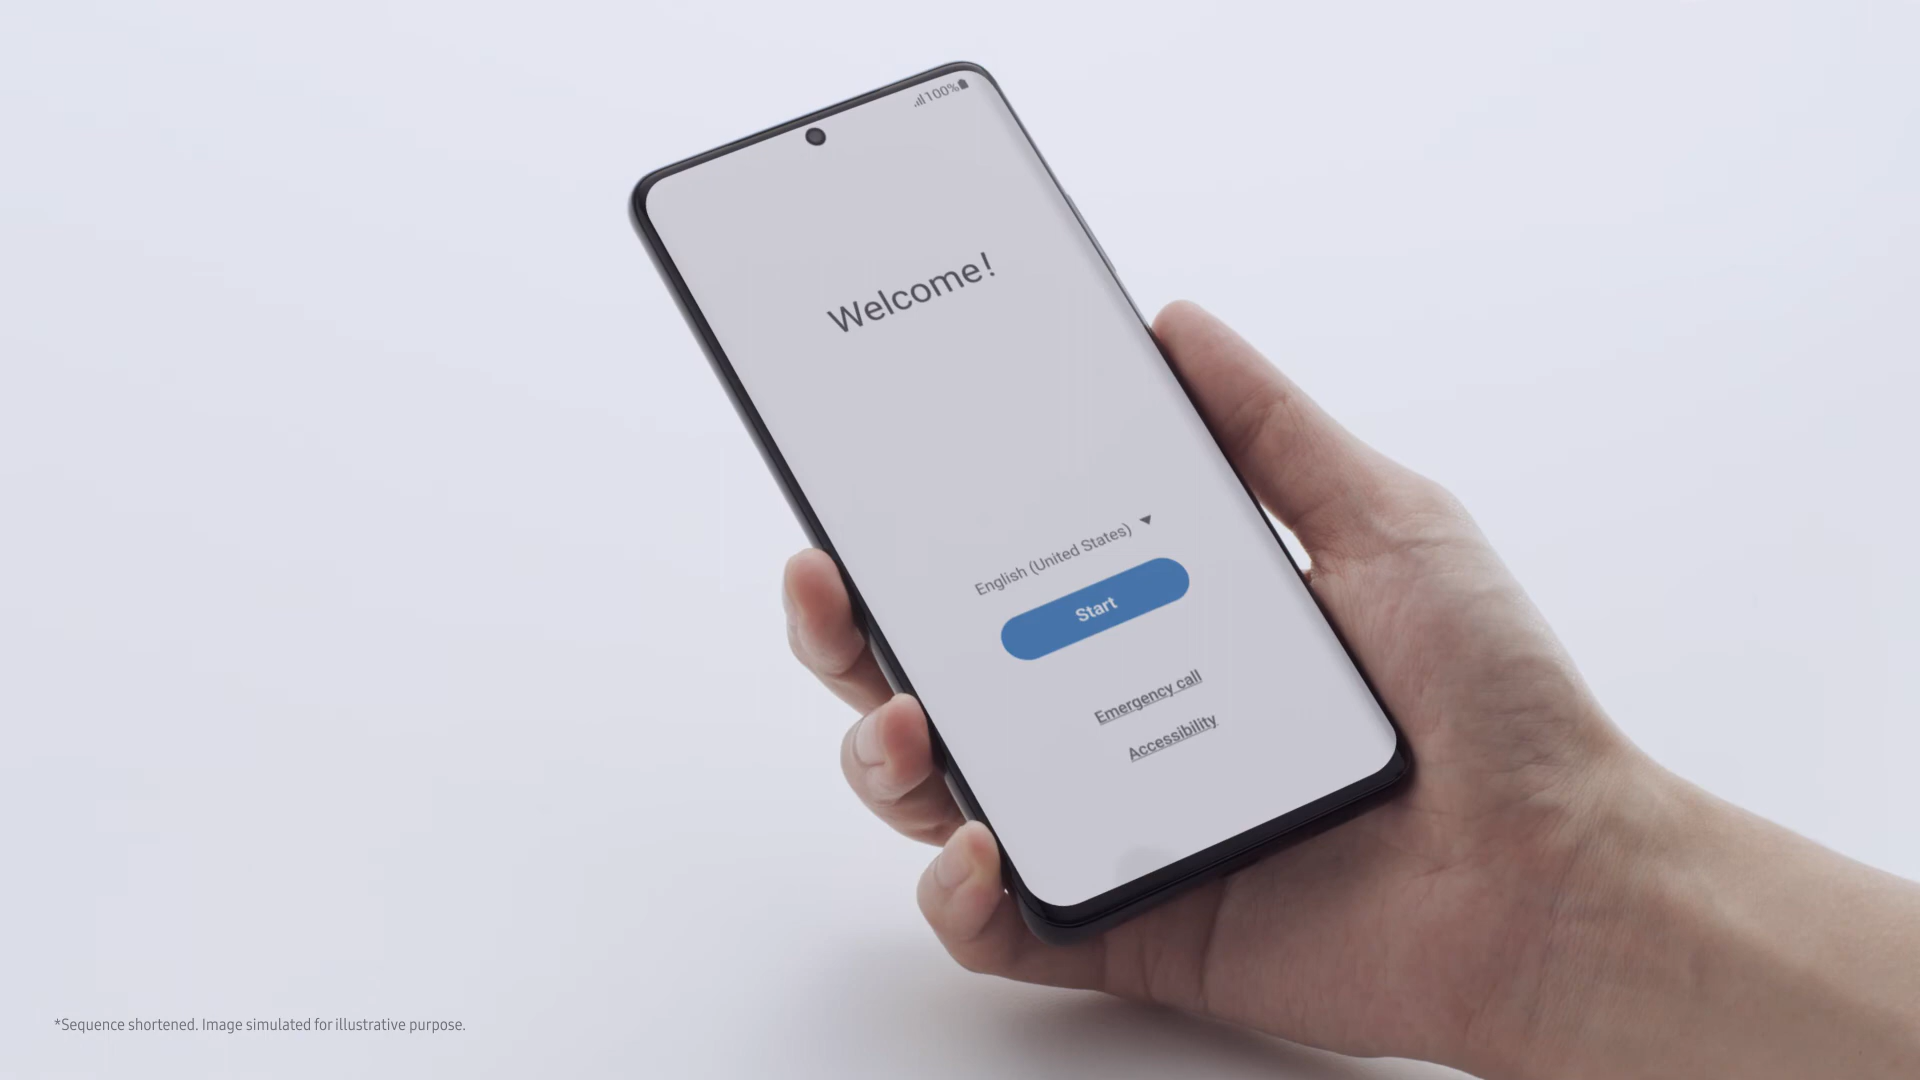 100%
Welcome!
English (United States)
Start
Emergency call
Accessibility
*Sequence shortened. Image simulated for illustrative purpose.